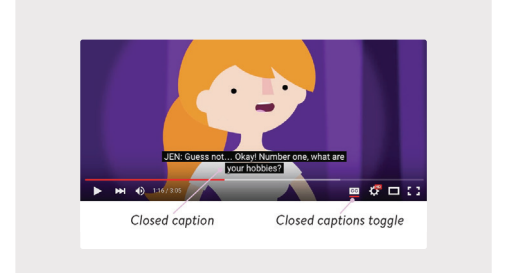 JEN: Guess not... Okay! Number one, what are
your hobbies?
1:16 / 3:05
CC
Closed caption
Closed captions toggle